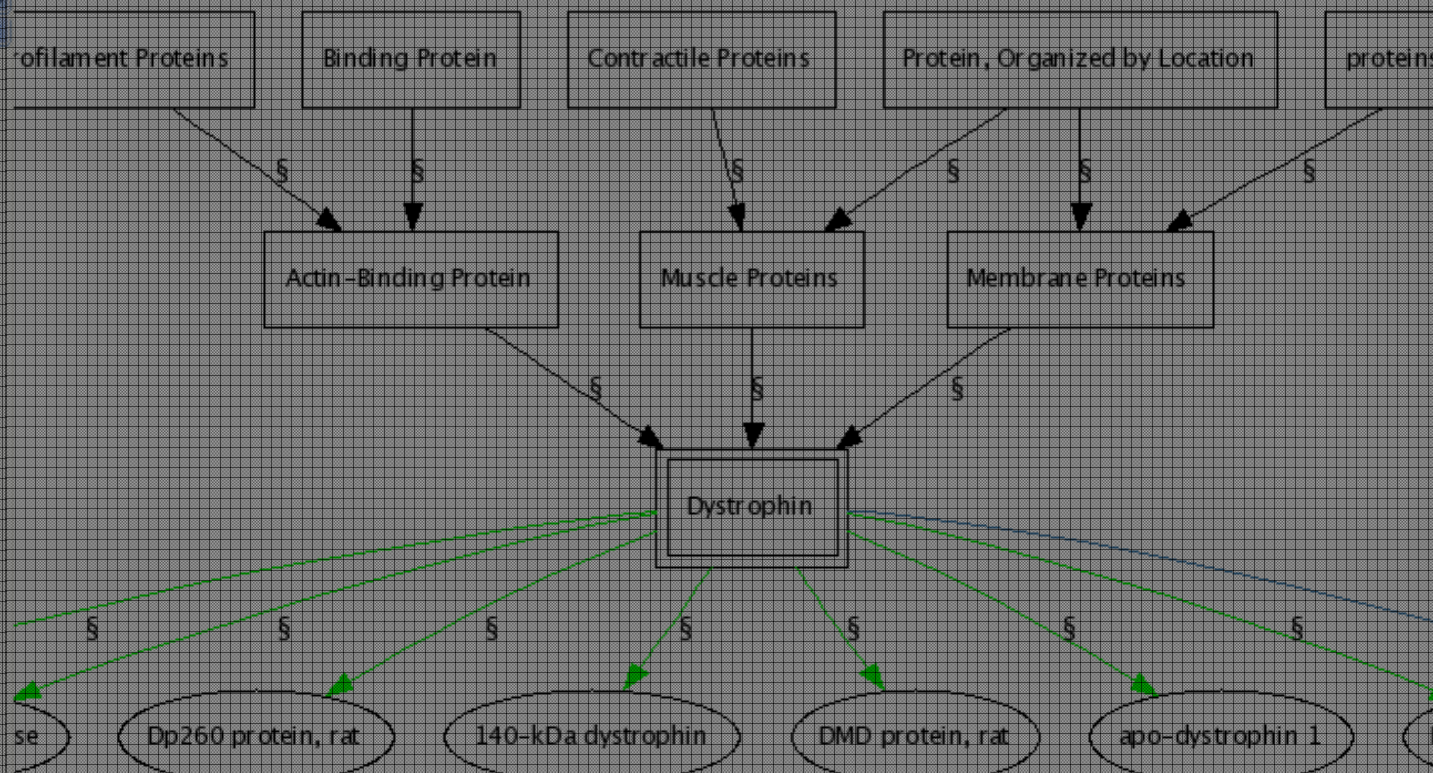 ofilament Proteins
Binding Protein
Contractile Proteins
Protein, Organized by Location
proteins
§ § § § § §
Actin-Binding Protein
Muscle Proteins
Membrane Proteins
§ § §
Dystrophin
§ § § § § § §
se
Dp260 protein, rat
140-kDa dystrophin
DMD protein, rat
apo-dystrophin 1